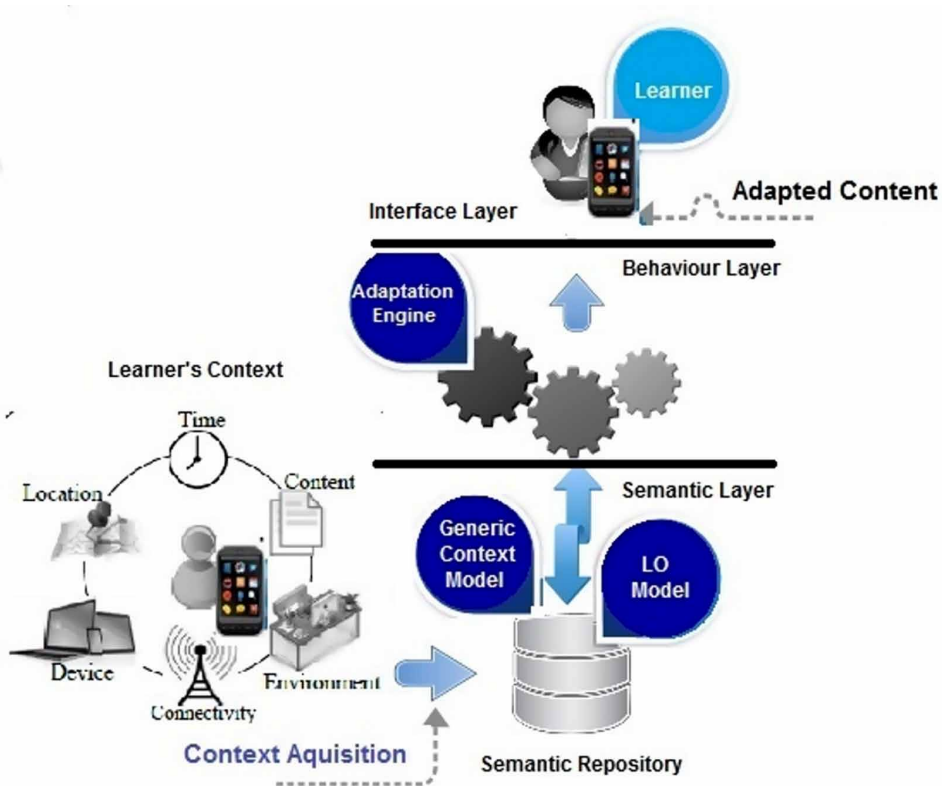 Learner
Adapted Content
Interface Layer
Behaviour Layer
Adaptation
Engine
Learner's Context
Time
Location
Content
Semantic Layer
Generic
Context
Model
LO
Model
Device
Environment
Connectivity
Context Aquisition
Semantic Repository